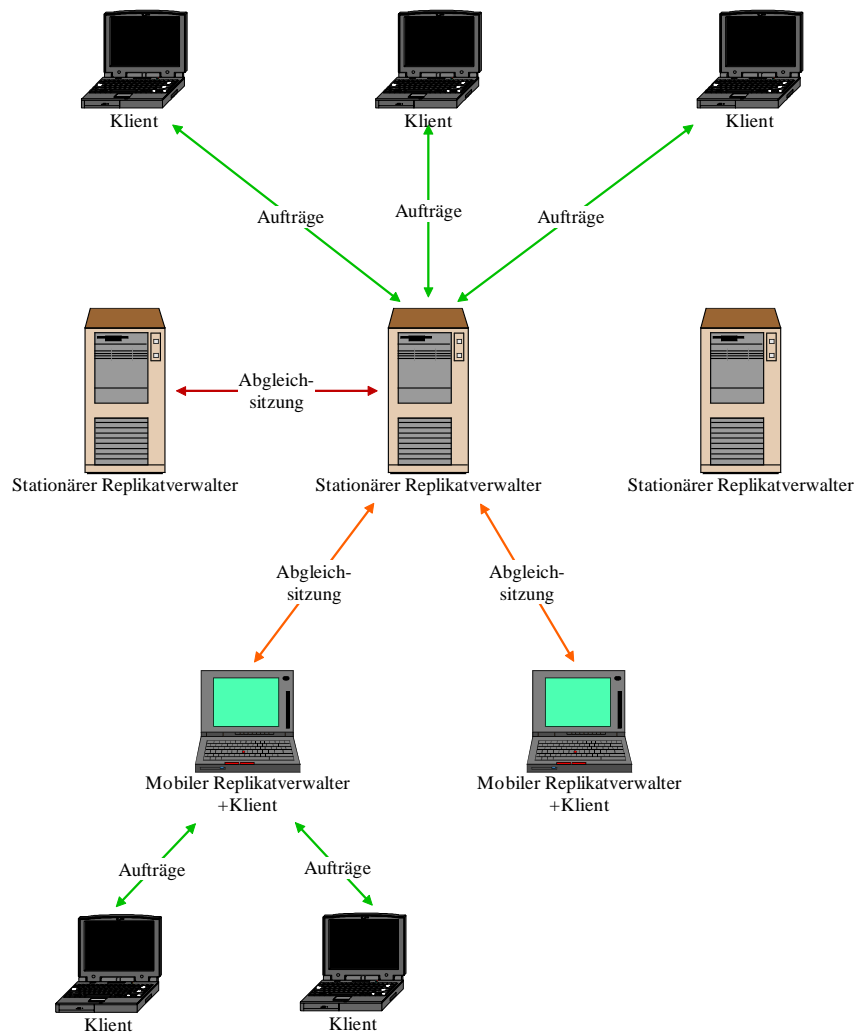 Klient
Klient
Klient
Aufträge
Aufträge
Aufträge
Abgleich-
sitzung
Stationärer Replikatverwalter
Stationärer Replikatverwalter
Stationärer Replikatverwalter
Abgleich-
sitzung
Abgleich-
sitzung
Mobiler Replikatverwalter
+Klient
Mobiler Replikatverwalter
+Klient
Aufträge
Aufträge
Klient
Klient